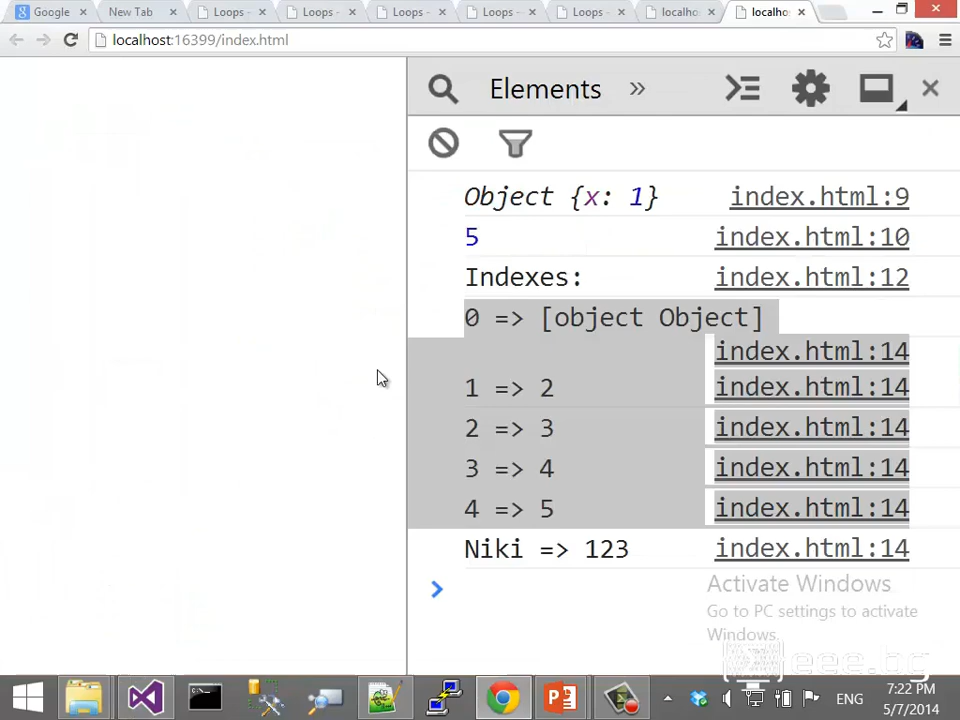 Google
New Tab
Loops -
Loops -
Loops -
Loops -
Loops -
localho
localho
localhost:16399/index.html
Elements »
Object {x: 1} index.html:9
5 index.html:10
Indexes: index.html:12
0 => [object Object]
index.html:14
1 => 2 index.html:14
2 => 3 index.html:14
3 => 4 index.html:14
4 => 5 index.html:14
Niki => 123 index.html:14
Activate Windows
Go to PC settings to activate
Windows.
eee.bg
ENG
7:22 PM
5/7/2014